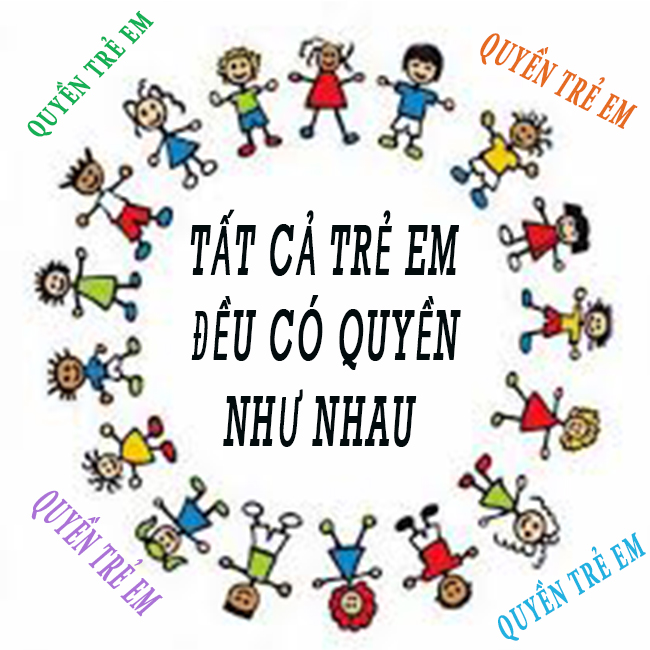 QUYỀN TRẺ EM
QUYỀN TRẺ EM
TẤT CẢ TRẺ EM
ĐỀU CÓ QUYỀN
NHƯ NHAU
QUYỀN TRẺ EM
QUYỀN TRẺ EM